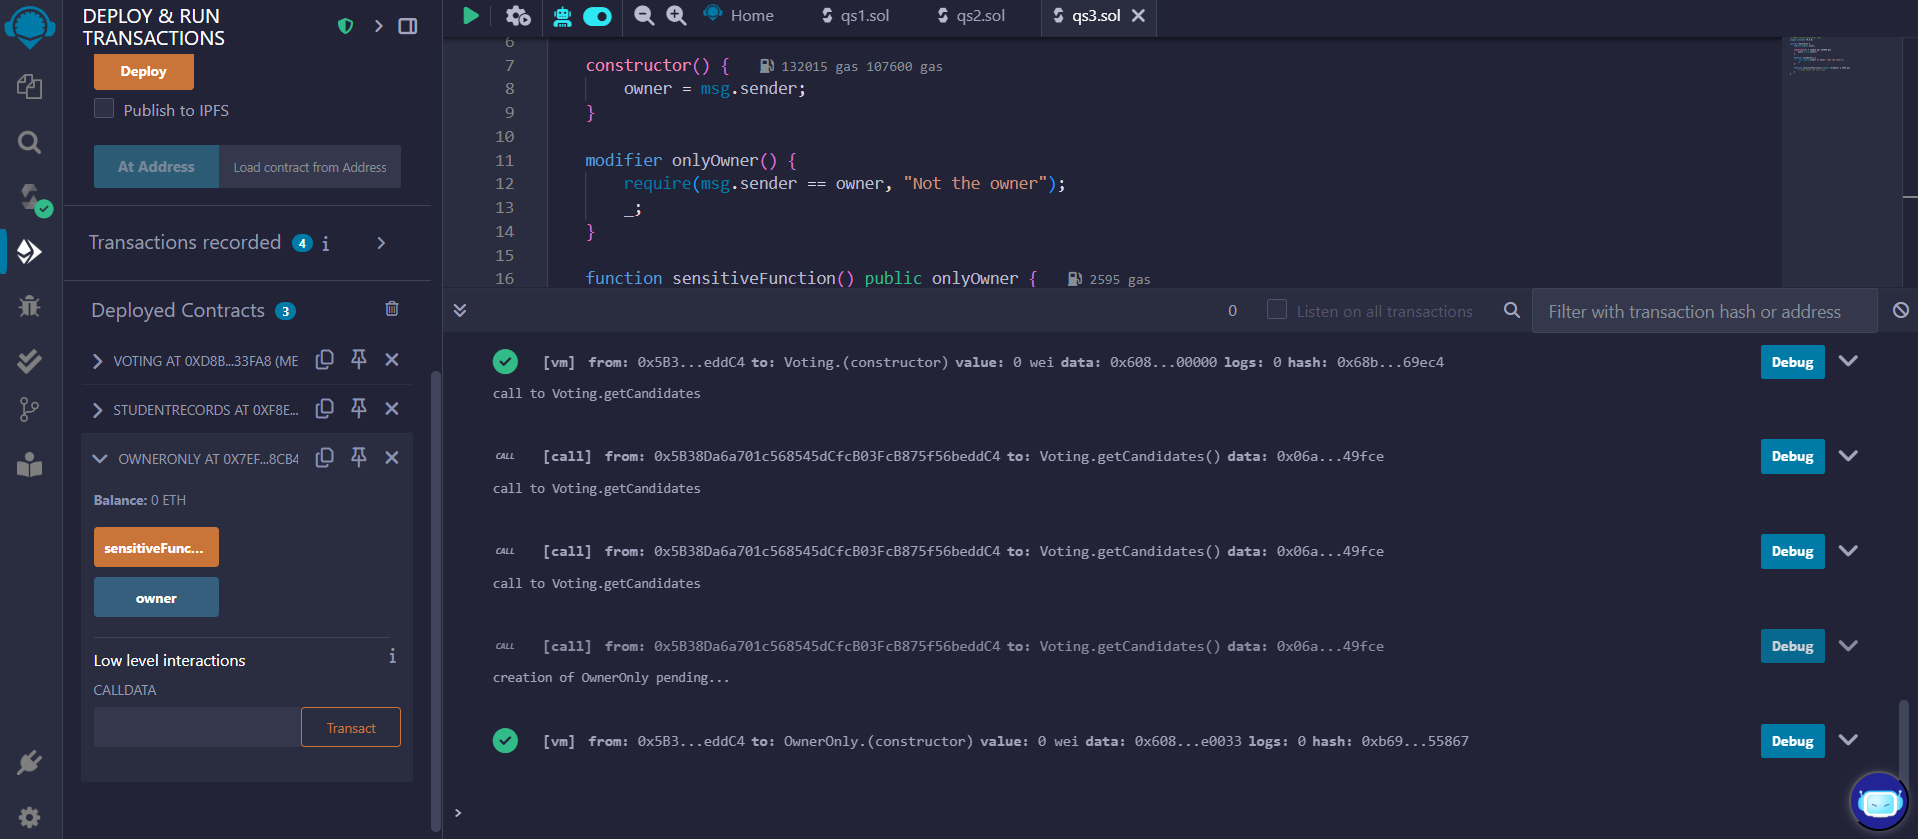 DEPLOY & RUN
TRANSACTIONS
Deploy
Publish to IPFS
At Address
Load contract from Address
Transactions recorded 4 i
Deployed Contracts 3
VOTING AT 0XD8B...33FA8 (ME
STUDENTRECORDS AT 0XF8E...
OWNERONLY AT 0X7EF...8CB4
Balance: 0 ETH
sensitiveFunc...
owner
Low level interactions i
CALLDATA
Transact
Home qs1.sol qs2.sol qs3.sol
6
7 constructor() { 132015 gas 107600 gas
8 owner = msg.sender;
9 }
10
11 modifier onlyOwner() {
12 require(msg.sender == owner, "Not the owner");
13 _;
14 }
15
16 function sensitiveFunction() public onlyOwner { 2595 gas
0 Listen on all transactions Filter with transaction hash or address
[vm] from: 0x5B3...eddC4 to: Voting.(constructor) value: 0 wei data: 0x608...00000 logs: 0 hash: 0x68b...69ec4 Debug
call to Voting.getCandidates
CALL [call] from: 0x5B38Da6a701c568545dCfcB03FcB875f56beddC4 to: Voting.getCandidates() data: 0x06a...49fce Debug
call to Voting.getCandidates
CALL [call] from: 0x5B38Da6a701c568545dCfcB03FcB875f56beddC4 to: Voting.getCandidates() data: 0x06a...49fce Debug
call to Voting.getCandidates
CALL [call] from: 0x5B38Da6a701c568545dCfcB03FcB875f56beddC4 to: Voting.getCandidates() data: 0x06a...49fce Debug
creation of OwnerOnly pending...
[vm] from: 0x5B3...eddC4 to: OwnerOnly.(constructor) value: 0 wei data: 0x608...e0033 logs: 0 hash: 0xb69...55867 Debug
>